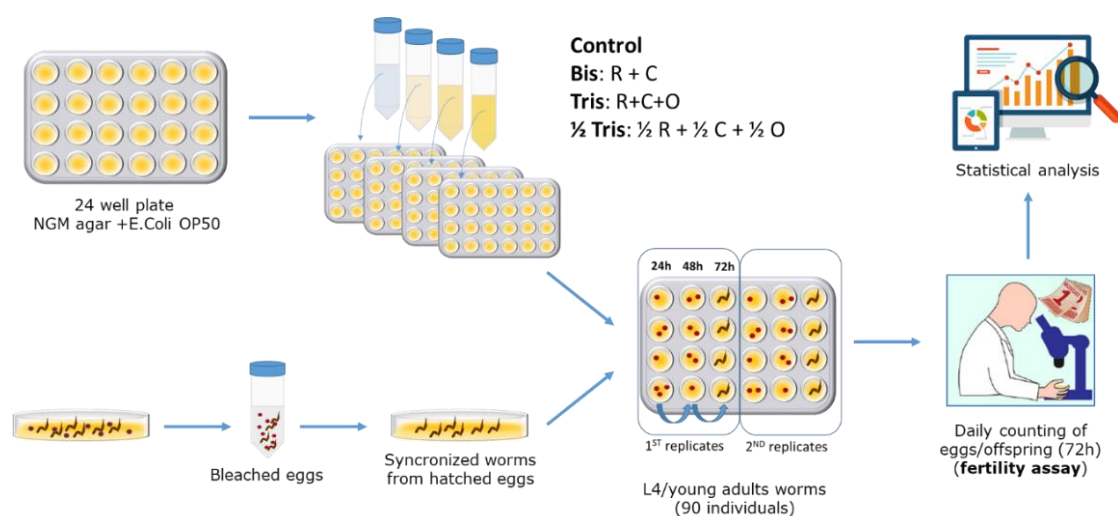 Control
Bis: R + C
Tris: R+C+O
½ Tris: ½ R + ½ C + ½ O
24 well plate
NGM agar +E.Coli OP50
Statistical analysis
24h 48h 72h
1ST replicates 2ND replicates
L4/young adults worms
(90 individuals)
Bleached eggs
Syncronized worms
from hatched eggs
Daily counting of
eggs/offspring (72h)
(fertility assay)